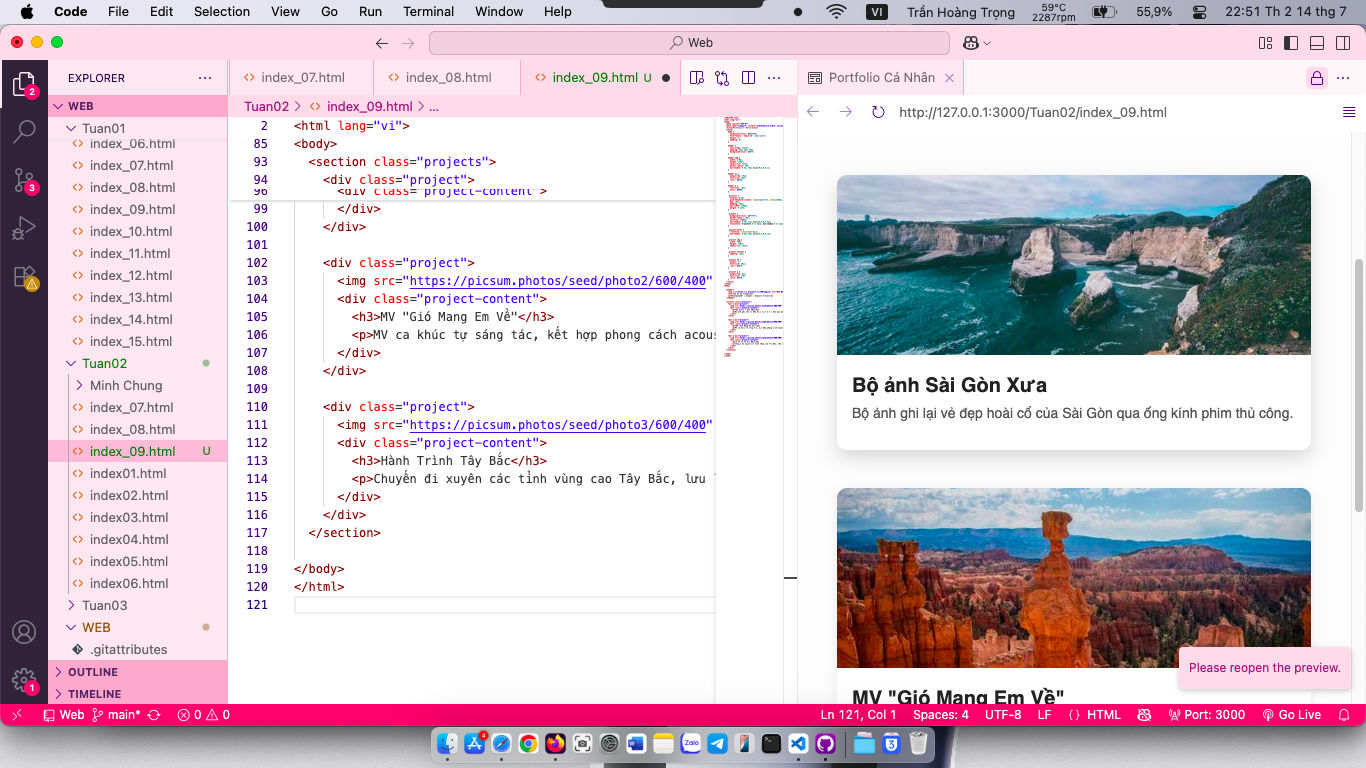 Code File Edit Selection View Go Run Terminal Window Help VI Trần Hoàng Trọng 59°C 2287rpm 55,9% 22:51 Th 2 14 thg 7
Web
EXPLORER
index_07.html
index_08.html
index_09.html U
Portfolio Cá Nhân
WEB
Tuan02 > index_09.html > ...
http://127.0.0.1:3000/Tuan02/index_09.html
Tuan01
index_06.html
index_07.html
index_08.html
index_09.html
index_10.html
index_11.html
index_12.html
index_13.html
index_14.html
index_15.html
Tuan02
Minh Chung
index_07.html
index_08.html
index_09.html U
index01.html
index02.html
index03.html
index04.html
index05.html
index06.html
Tuan03
WEB
.gitattributes
OUTLINE
TIMELINE
2
3
1
2 <html lang="vi">
85 <body>
93 <section class="projects">
94 <div class="project">
96 <div class="project-content">
99 </div>
100 </div>
101
102 <div class="project">
103 <img src="https://picsum.photos/seed/photo2/600/400"
104 <div class="project-content">
105 <h3>MV "Gió Mang Em Về"</h3>
106 <p>MV ca khúc tự sáng tác, kết hợp phong cách acous
107 </div>
108 </div>
109
110 <div class="project">
111 <img src="https://picsum.photos/seed/photo3/600/400"
112 <div class="project-content">
113 <h3>Hành Trình Tây Bắc</h3>
114 <p>Chuyến đi xuyên các tỉnh vùng cao Tây Bắc, lưu
115 </div>
116 </div>
117 </section>
118
119 </body>
120 </html>
121
Bộ ảnh Sài Gòn Xưa
Bộ ảnh ghi lại vẻ đẹp hoài cổ của Sài Gòn qua ống kính phim thủ công.
MV "Gió Mang Em Về"
Please reopen the preview.
Web main* 0 0 Ln 121, Col 1 Spaces: 4 UTF-8 LF {} HTML Port: 3000 Go Live
4
Zalo
3